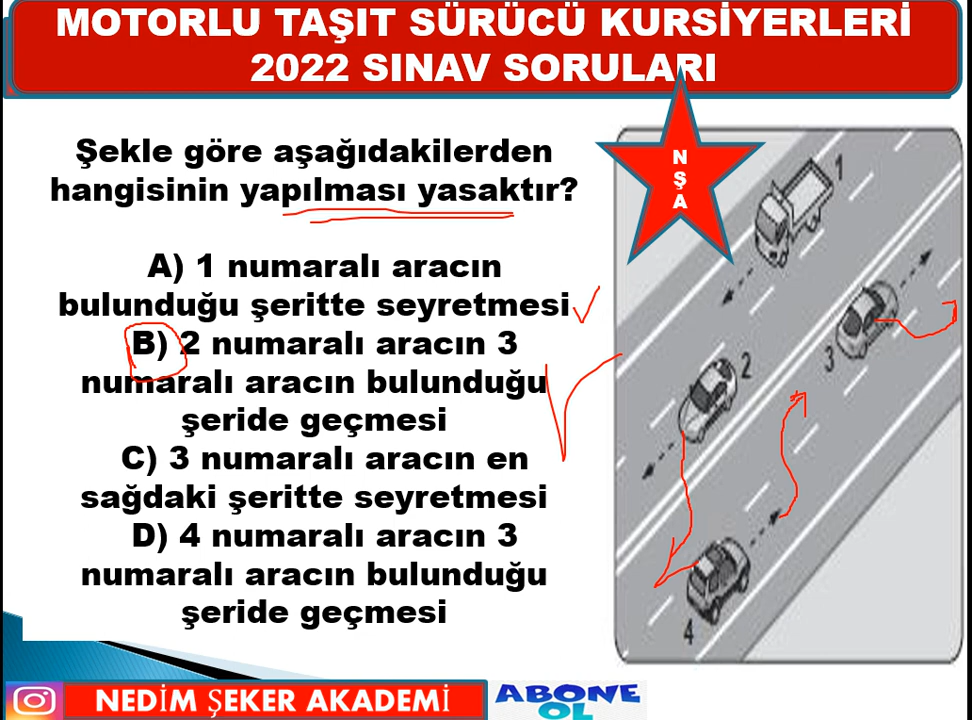 MOTORLU TAŞIT SÜRÜCÜ KURSİYERLERİ
2022 SINAV SORULARI
N
Ş
A
Şekle göre aşağıdakilerden
hangisinin yapılması yasaktır?
A) 1 numaralı aracın
bulunduğu şeritte seyretmesi
B) 2 numaralı aracın 3
numaralı aracın bulunduğu
şeride geçmesi
C) 3 numaralı aracın en
sağdaki şeritte seyretmesi
D) 4 numaralı aracın 3
numaralı aracın bulunduğu
şeride geçmesi
1
2
3
4
NEDİM ŞEKER AKADEMİ
ABONE
OL